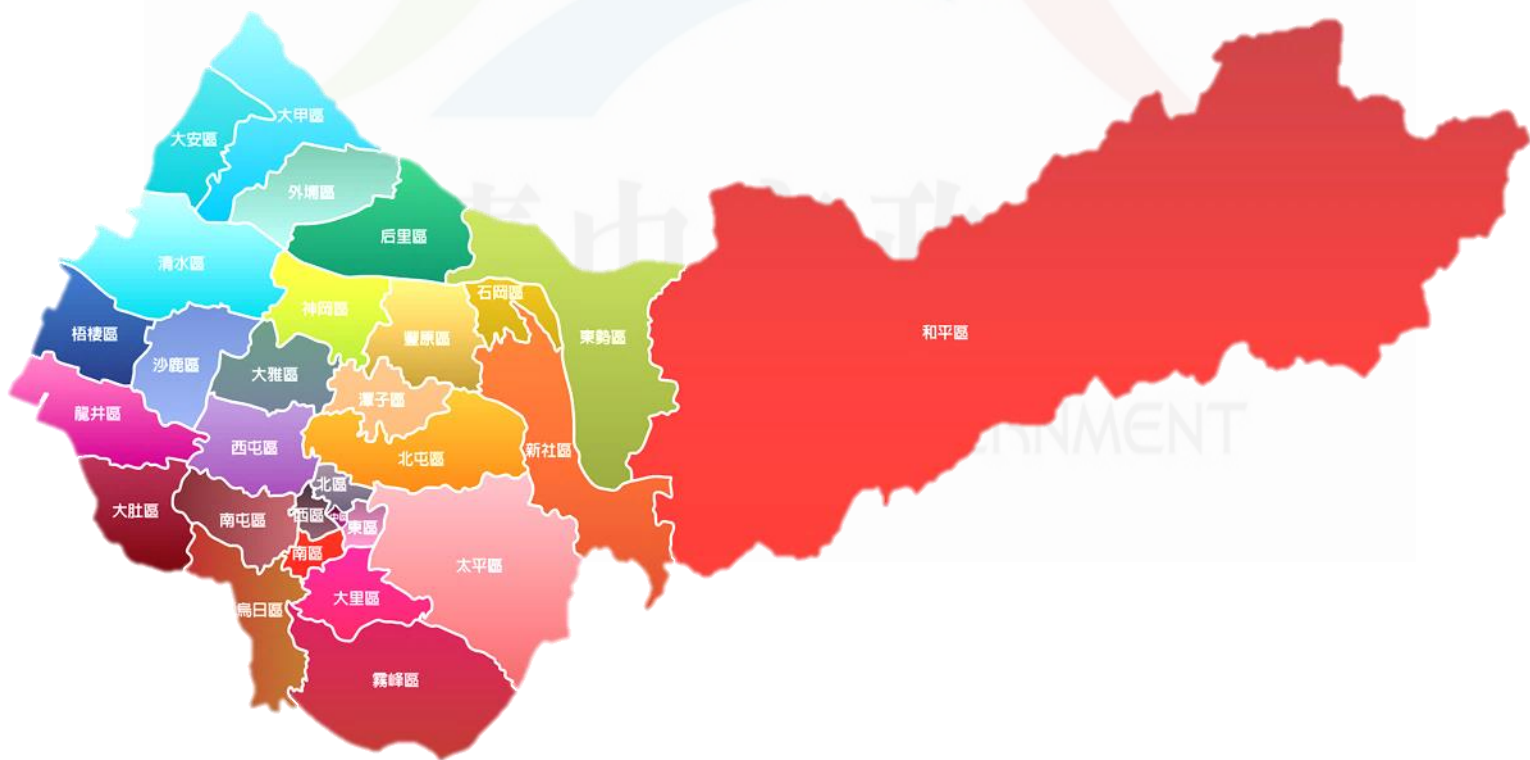 大甲區
大安區
外埔區
后里區
清水區
石岡區
神岡區
和平區
梧棲區
豐原區
東勢區
沙鹿區
大雅區
潭子區
龍井區
西屯區
新社區
北屯區
北區
大肚區
西區
中區
南屯區
東區
南區
太平區
大里區
烏日區
霧峰區